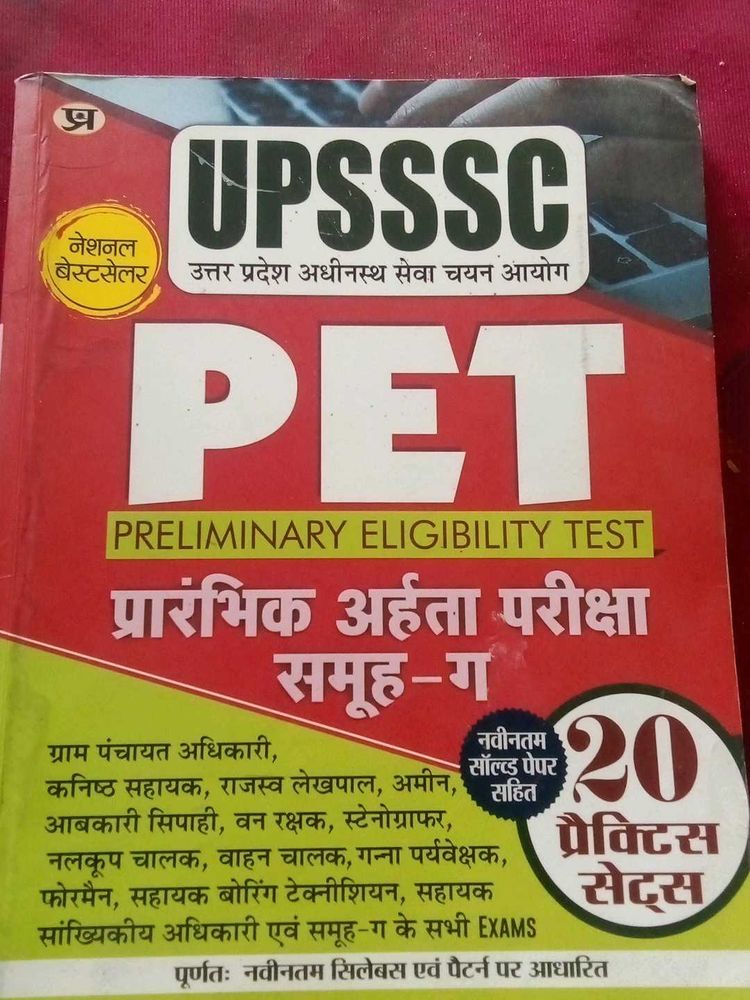 प्र
UPSSSC
उत्तर प्रदेश अधीनस्थ सेवा चयन आयोग
नेशनल
बेस्टसेलर
PET
PRELIMINARY ELIGIBILITY TEST
प्रारंभिक अर्हता परीक्षा
समूह-ग
ग्राम पंचायत अधिकारी,
कनिष्ठ सहायक, राजस्व लेखपाल, अमीन,
आबकारी सिपाही, वन रक्षक, स्टेनोग्राफर,
नलकूप चालक, वाहन चालक, गन्ना पर्यवेक्षक,
फोरमैन, सहायक बोरिंग टेक्नीशियन, सहायक
सांख्यिकीय अधिकारी एवं समूह-ग के सभी EXAMS
नवीनतम
सॉल्व्ड पेपर
सहित
20
प्रैक्टिस
सेट्स
पूर्णतः नवीनतम सिलेबस एवं पैटर्न पर आधारित